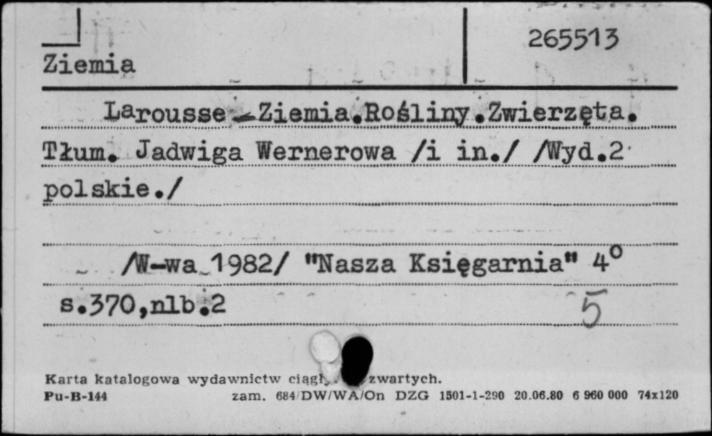 265513
Ziemia
Larousse - Ziemia.Rośliny.Zwierzęta.
Tłum. Jadwiga Wernerowa /i in./ /Wyd.2
polskie./
/W-wa 1982/ "Nasza Księgarnia" 4°
s.370,nlb.2
5
Karta katalogowa wydawnictw zwartych.
Pu-B-144 zam. 684/DW/WA/On DZG 1501-1-290 20.06.80 6 960 000 74x120